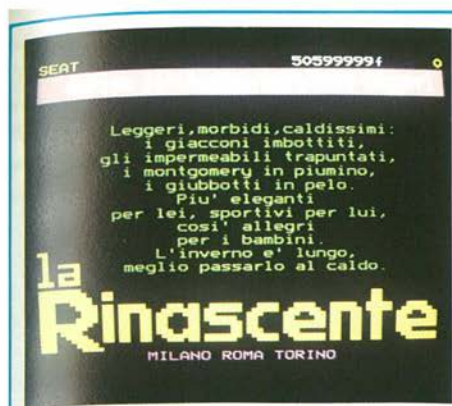 SEAT 50599999f 0
Leggeri,morbidi,caldissimi:
i giacconi imbottiti,
gli impermeabili trapuntati,
i montgomery in piumino,
i giubbotti in pelo.
Piu' eleganti
per lei, sportivi per lui,
cosi' allegri
per i bambini.
L'inverno e' lungo,
meglio passarlo al caldo.
la
Rinascente
MILANO ROMA TORINO